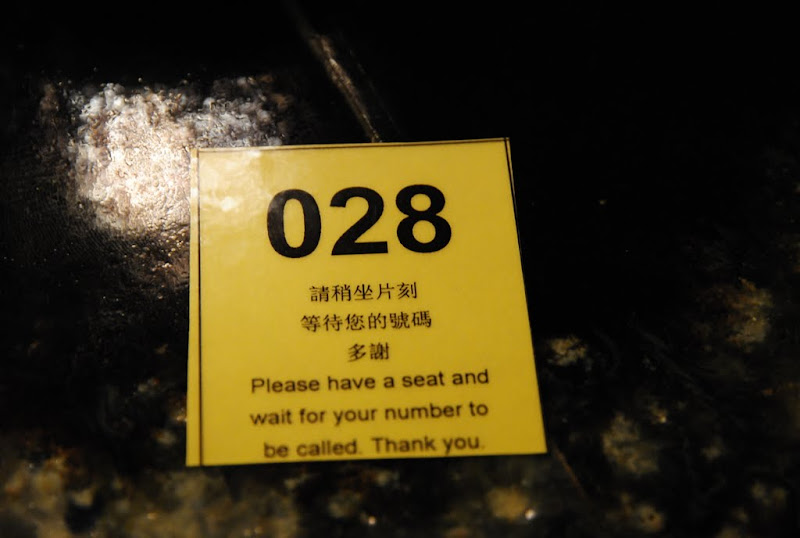 028
請稍坐片刻
等待您的號碼
多謝
Please have a seat and
wait for your number to
be called. Thank you.